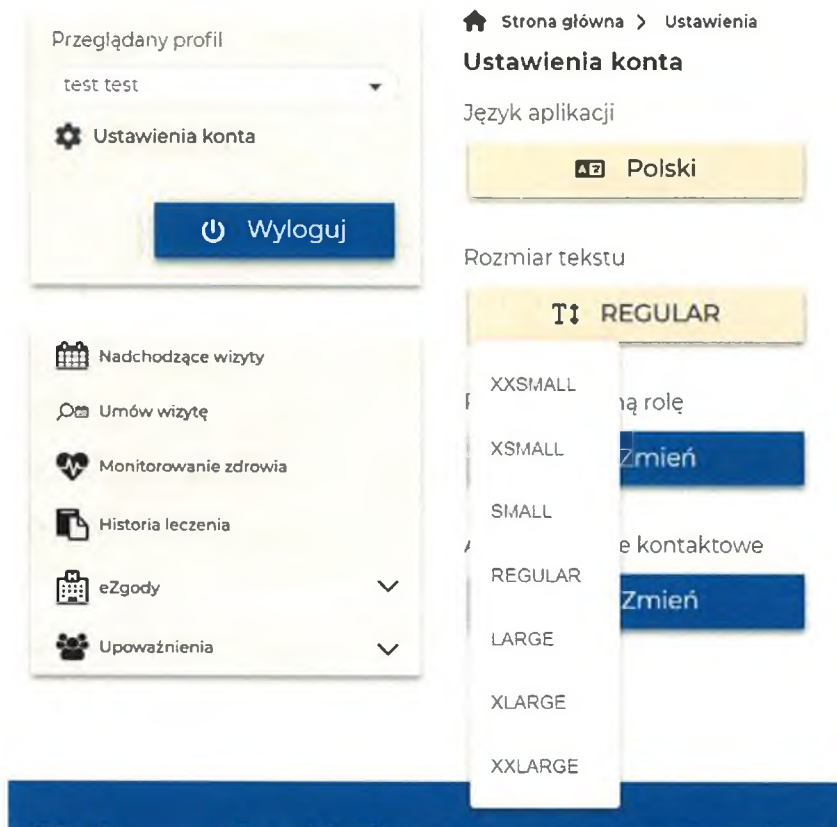 Przeglądany profil
test test
Ustawienia konta
Wyloguj
Nadchodzące wizyty
Umów wizytę
Monitorowanie zdrowia
Historia leczenia
eZgody
Upoważnienia
Strona główna > Ustawienia
Ustawienia konta
Język aplikacji
Polski
Rozmiar tekstu
REGULAR
XXSMALL
rolę
XSMALL
Zmień
SMALL
kontaktowe
REGULAR
Zmień
LARGE
XLARGE
XXLARGE